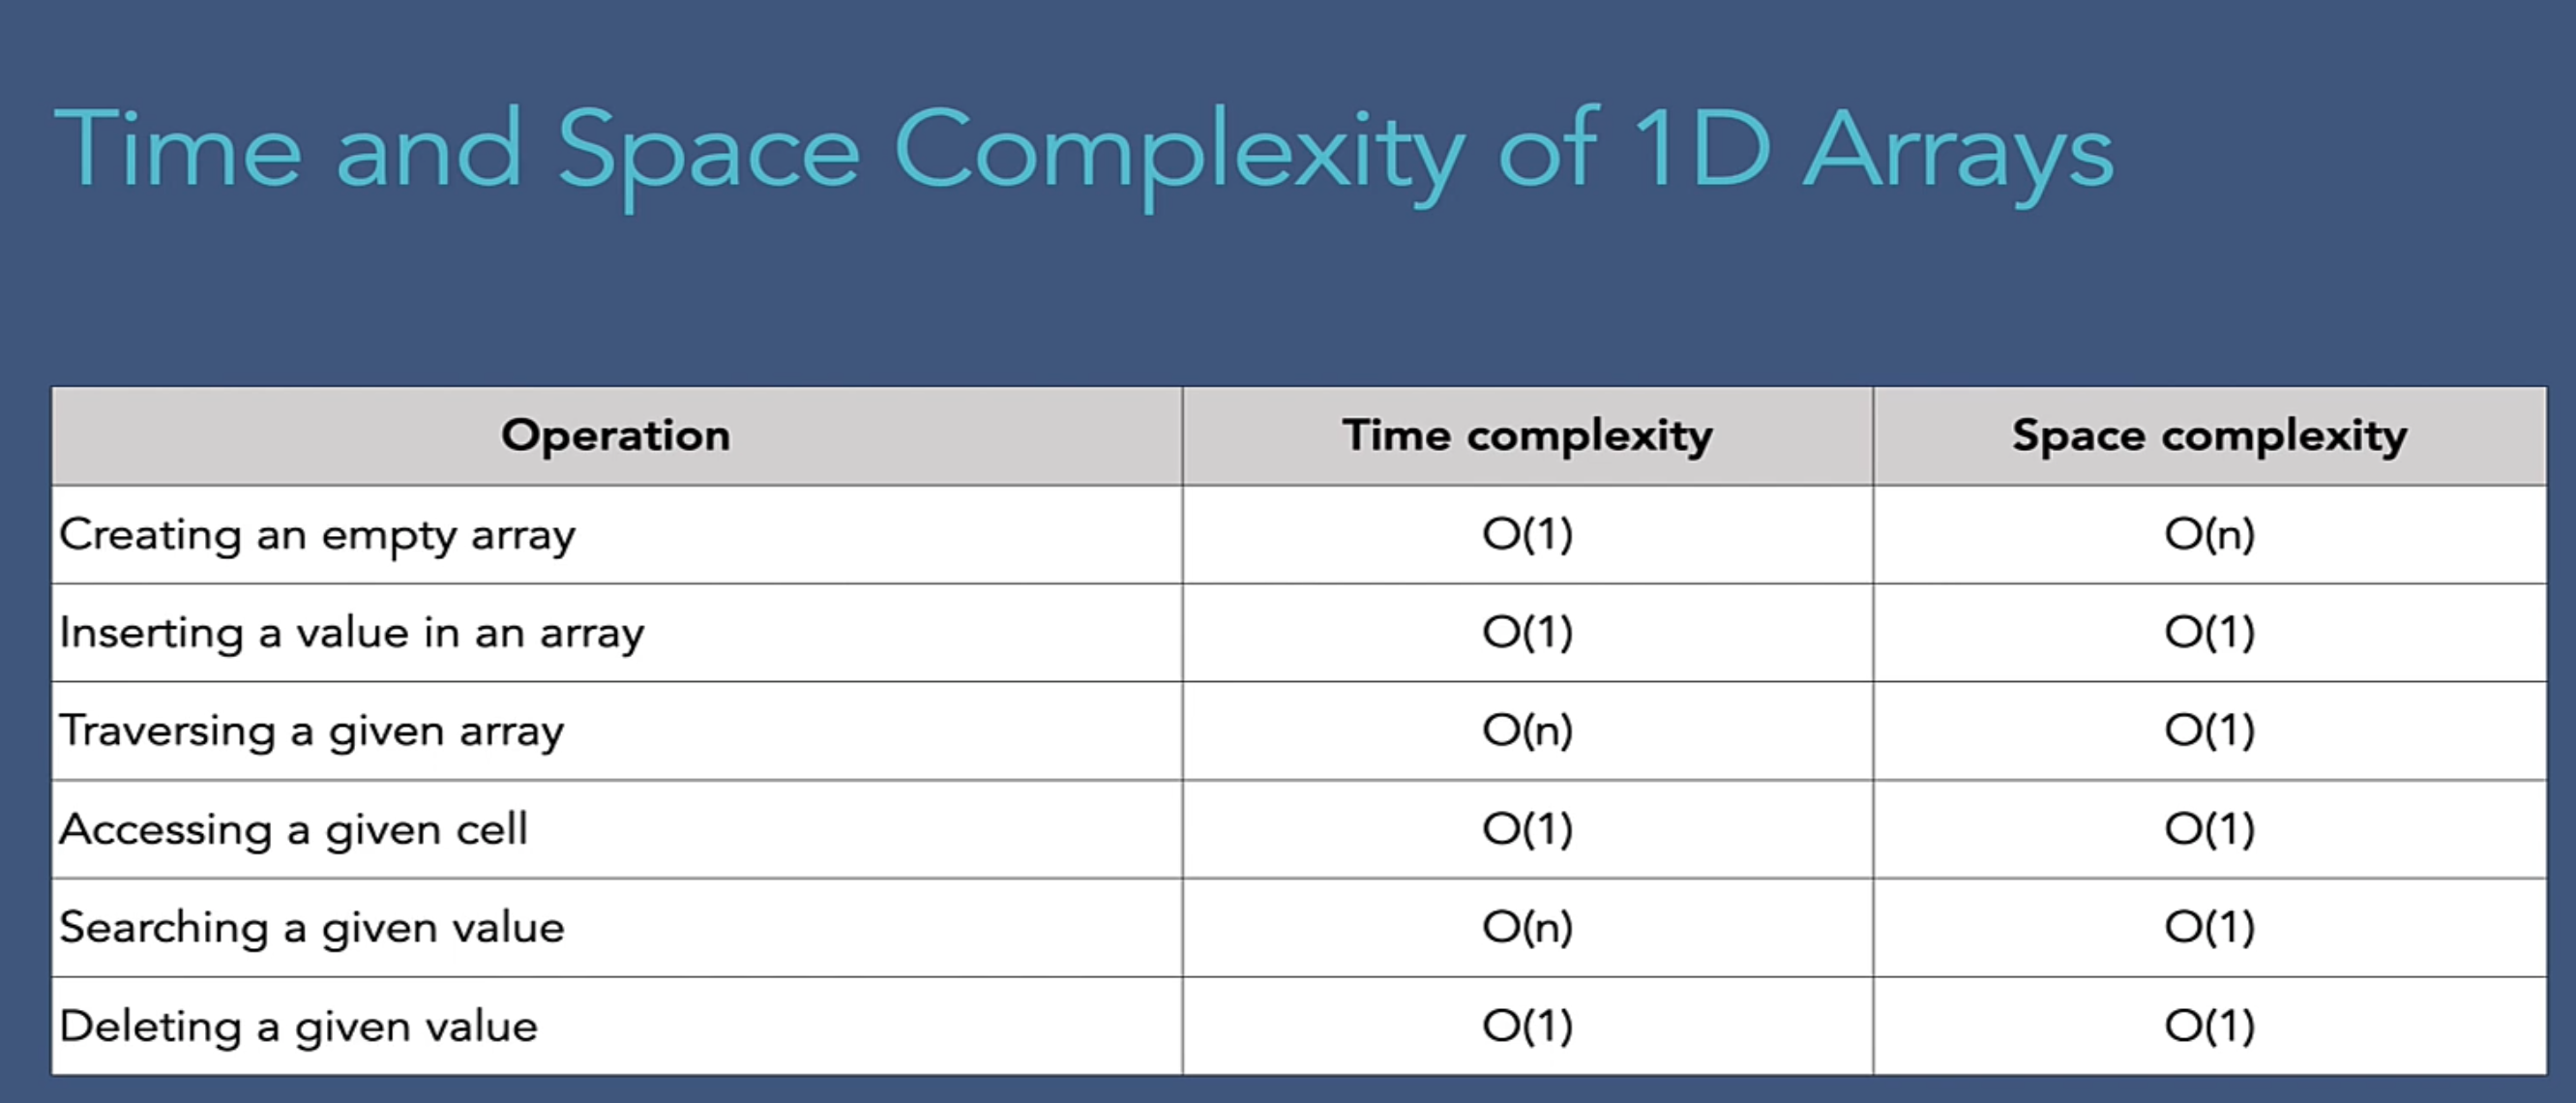 Time and Space Complexity of 1D Arrays
Operation Time complexity Space complexity
Creating an empty array O(1) O(n)
Inserting a value in an array O(1) O(1)
Traversing a given array O(n) O(1)
Accessing a given cell O(1) O(1)
Searching a given value O(n) O(1)
Deleting a given value O(1) O(1)